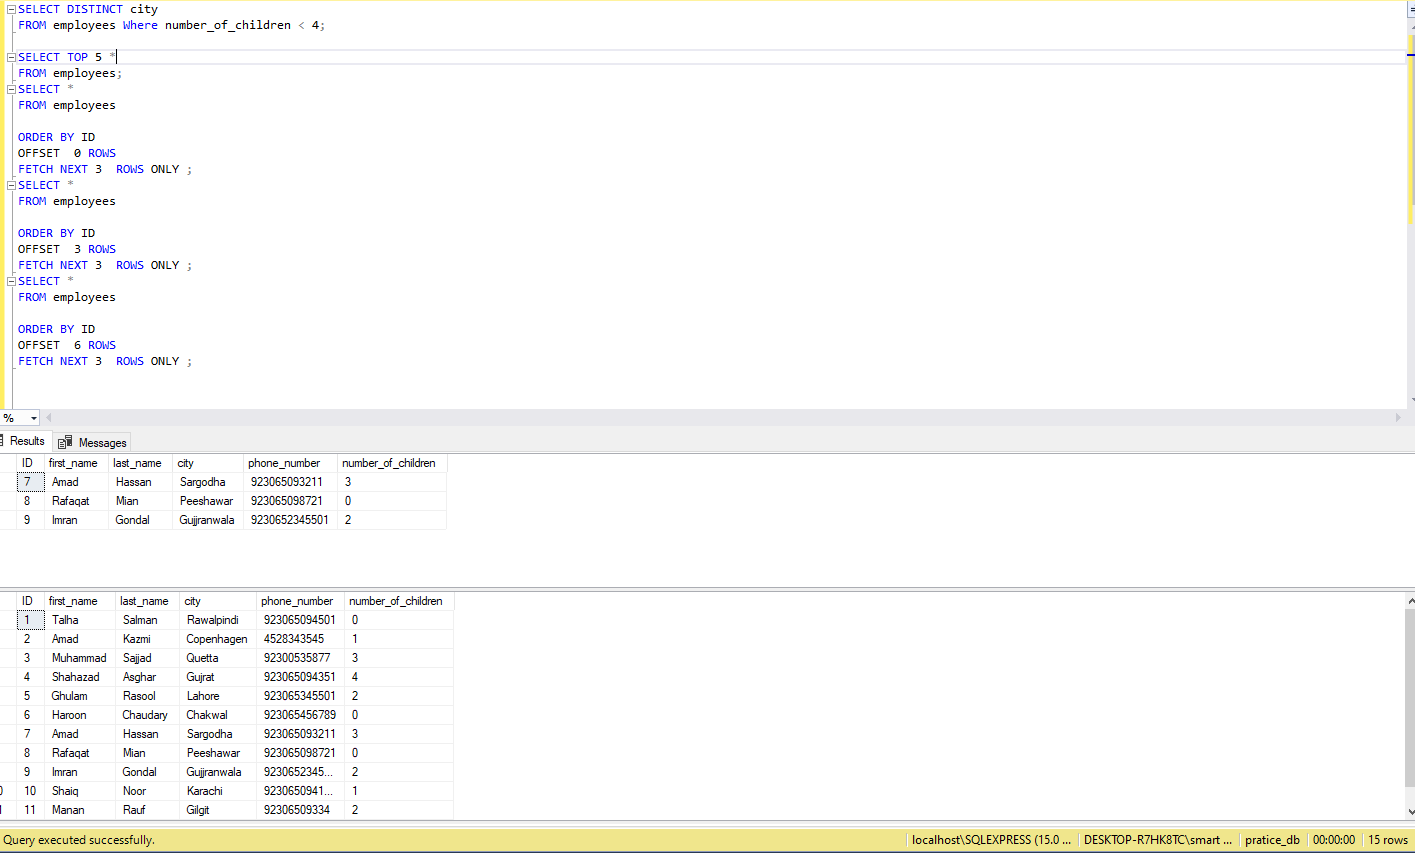 SELECT DISTINCT city
FROM employees Where number_of_children < 4;
SELECT TOP 5 *
FROM employees;
SELECT *
FROM employees
ORDER BY ID
OFFSET  0 ROWS
FETCH NEXT 3  ROWS ONLY ;
SELECT *
FROM employees
ORDER BY ID
OFFSET  3 ROWS
FETCH NEXT 3  ROWS ONLY ;
SELECT *
FROM employees
ORDER BY ID
OFFSET  6 ROWS
FETCH NEXT 3  ROWS ONLY ;
%
Results Messages
ID first_name last_name city phone_number number_of_children
7 Amad Hassan Sargodha 923065093211 3
8 Rafaqat Mian Peeshawar 923065098721 0
9 Imran Gondal Gujjranwala 9230652345501 2
ID first_name last_name city phone_number number_of_children
1 Talha Salman Rawalpindi 923065094501 0
2 Amad Kazmi Copenhagen 4528343545 1
3 Muhammad Sajjad Quetta 92300535877 3
4 Shahazad Asghar Gujrat 923065094351 4
5 Ghulam Rasool Lahore 923065345501 2
6 Haroon Chaudary Chakwal 923065456789 0
7 Amad Hassan Sargodha 923065093211 3
8 Rafaqat Mian Peeshawar 923065098721 0
9 Imran Gondal Gujjranwala 9230652345... 2
10 Shaiq Noor Karachi 9230650941... 1
11 Manan Rauf Gilgit 92306509334 2
Query executed successfully. localhost\SQLEXPRESS (15.0 ... DESKTOP-R7HK8TC\smart ... pratice_db 00:00:00 15 rows